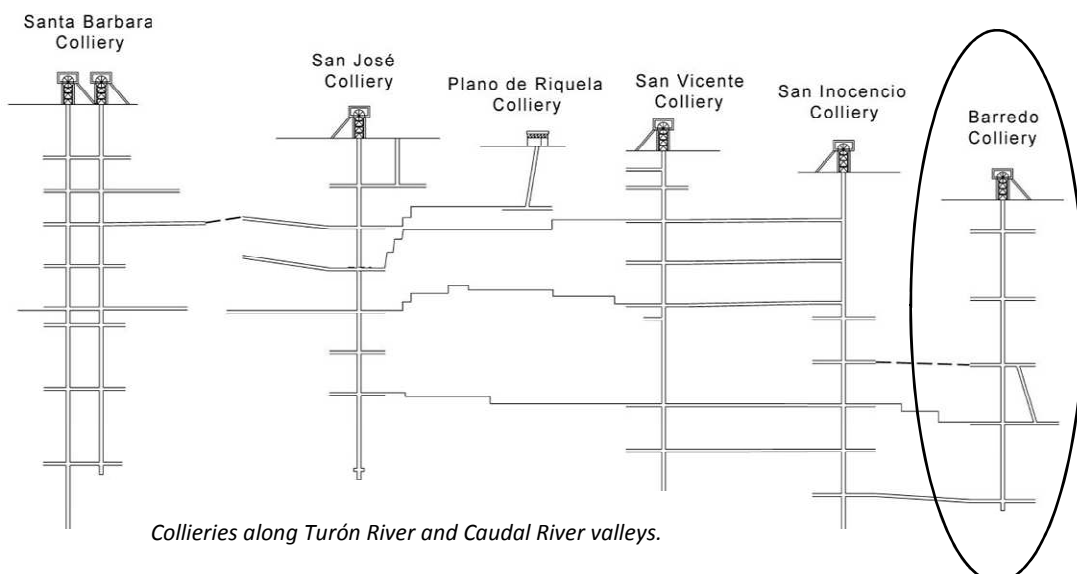 Santa Barbara
Colliery
San José
Colliery
Plano de Riquela
Colliery
San Vicente
Colliery
San Inocencio
Colliery
Barredo
Colliery
Collieries along Turón River and Caudal River valleys.